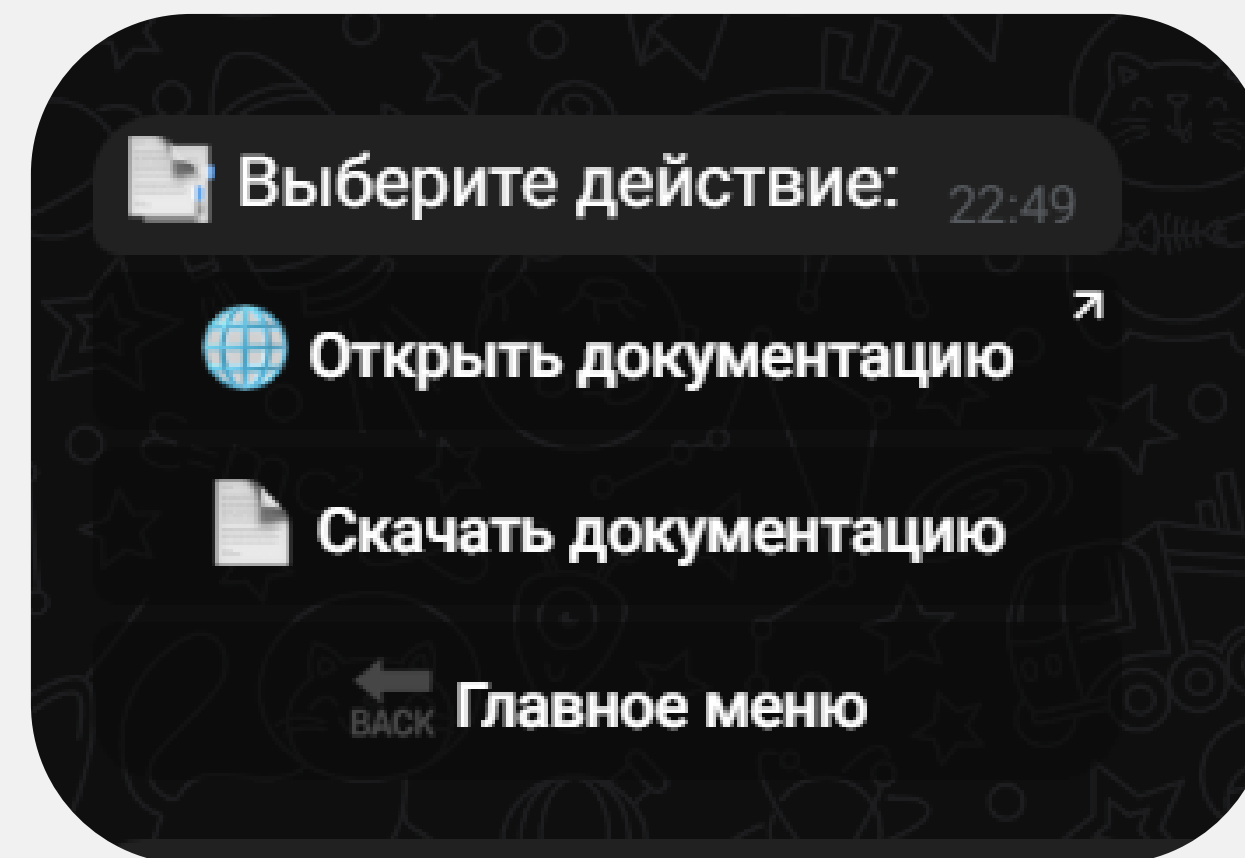 Выберите действие: 22:49
Открыть документацию
Скачать документацию
BACK Главное меню